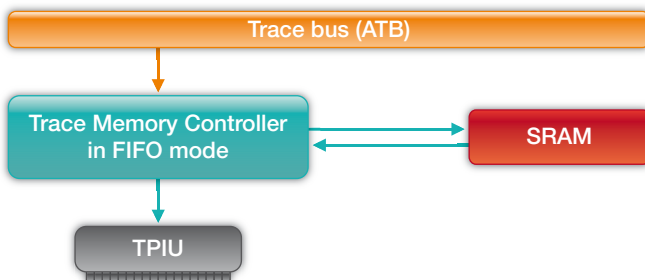 Trace bus (ATB)
Trace Memory Controller
in FIFO mode
SRAM
TPIU